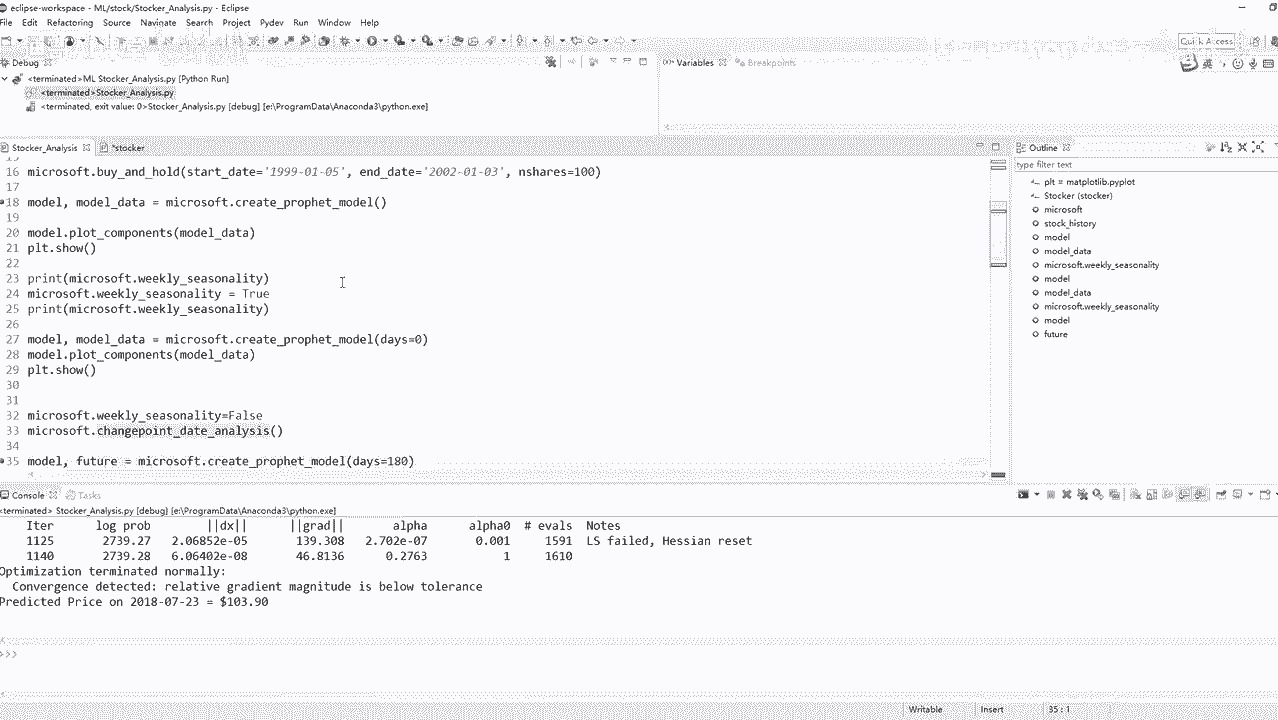 eclipse-workspace - ML/stock/Stocker_Analysis.py - Eclipse
File Edit Refactoring Source Navigate Search Project Pydev Run Window Help
Quick Access
Debug
Variables Breakpoints
<terminated>ML Stocker_Analysis.py [Python Run]
<terminated>Stocker_Analysis.py
<terminated, exit value: 0>Stocker_Analysis.py [debug] [e:\ProgramData\Anaconda3\python.exe]
Stocker_Analysis *stocker
Outline
type filter text
plt = matplotlib.pyplot
Stocker (stocker)
microsoft
stock_history
model
model_data
microsoft.weekly_seasonality
model
model_data
microsoft.weekly_seasonality
model
future
15
16 microsoft.buy_and_hold(start_date='1995-01-05', end_date='2002-01-03', nshares=100)
17
18 model, model_data = microsoft.create_prophet_model()
19
20 model.plot_components(model_data)
21 plt.show()
22
23 print(microsoft.weekly_seasonality)
24 microsoft.weekly_seasonality = True
25 print(microsoft.weekly_seasonality)
26
27 model, model_data = microsoft.create_prophet_model(days=0)
28 model.plot_components(model_data)
29 plt.show()
30
31
32 microsoft.weekly_seasonality=False
33 microsoft.changepoint_date_analysis()
34
35 model, future = microsoft.create_prophet_model(days=180)
Console Tasks
<terminated> Stocker_Analysis.py [debug] [e:\ProgramData\Anaconda3\python.exe]
Iter log prob ||dx|| ||grad|| alpha alpha0 # evals Notes
1125 2739.27 2.06852e-05 139.308 2.702e-07 0.001 1591 LS failed, Hessian reset
1140 2739.28 6.06402e-08 46.8136 0.2763 1 1610
Optimization terminated normally:
Convergence detected: relative gradient magnitude is below tolerance
Predicted Price on 2018-07-23 = $103.90
>>>
Writable Insert 35 : 1